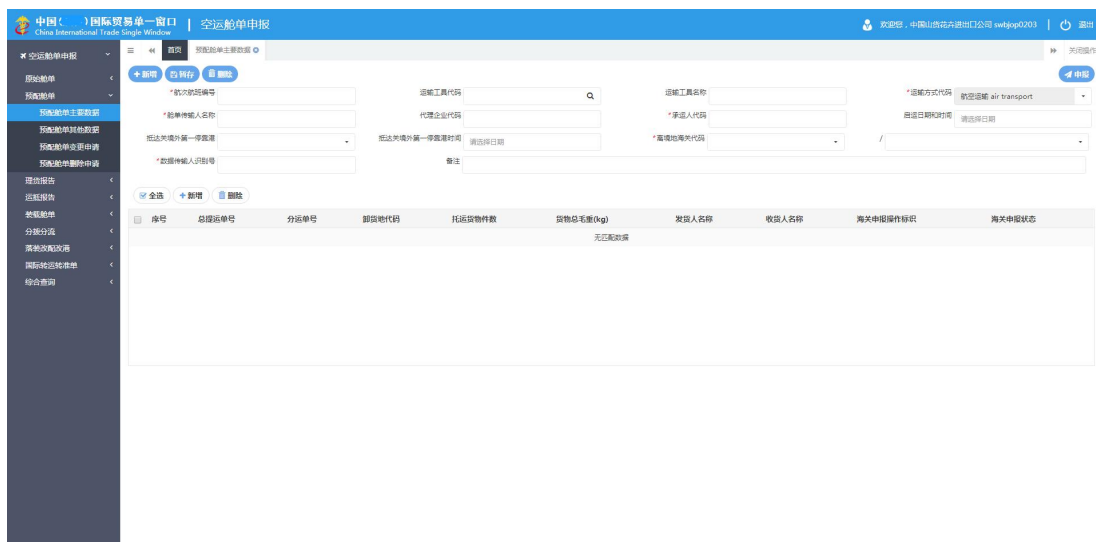 中国( )国际贸易单一窗口 | 空运舱单申报
China International Trade Single Window
欢迎您，中国山货花卉进出口公司 swbjop0203 | 退出
空运舱单申报
首页 预配舱单主要数据
关闭操作
原始舱单
预配舱单
预配舱单主要数据
预配舱单其他数据
预配舱单变更申请
预配舱单删除申请
理货报告
运抵报告
装载舱单
分拨分流
落装改配改港
国际转运转准单
综合查询
+新增 暂存 删除 申报
*航次航班编号 运输工具代码 运输工具名称 *运输方式代码 航空运输 air transport
*舱单传输人名称 代理企业代码 *承运人代码 启运日期和时间 请选择日期
抵达关境外第一停靠港 抵达关境外第一停靠港时间 请选择日期 *离境地海关代码 /
*数据传输人识别号 备注
全选 +新增 删除
序号 总提运单号 分运单号 卸货地代码 托运货物件数 货物总毛重(kg) 发货人名称 收货人名称 海关申报操作标识 海关申报状态
无匹配数据